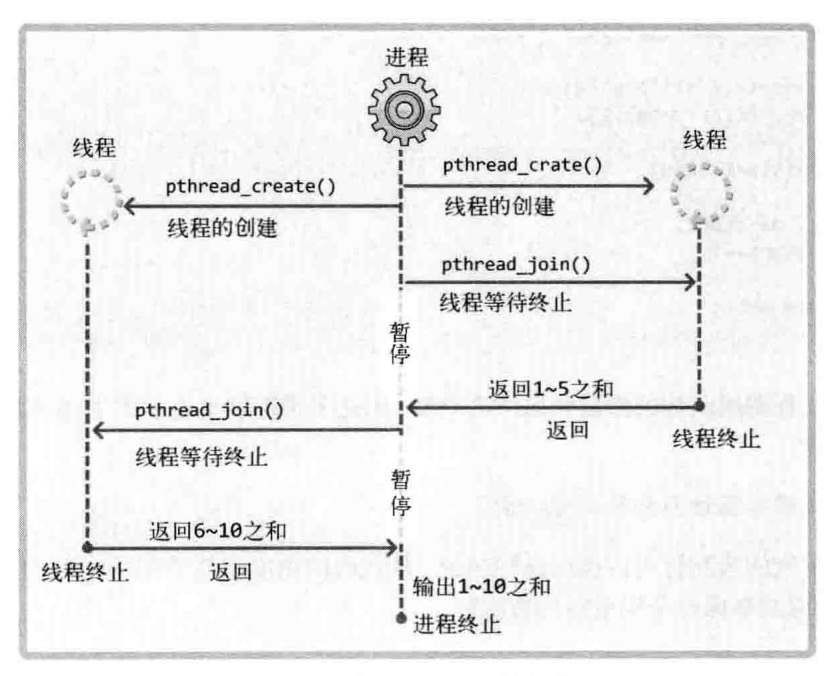 进程
线程
线程
pthread_crate()
线程的创建
pthread_create()
线程的创建
pthread_join()
线程等待终止
暂停
返回1~5之和
返回
线程终止
pthread_join()
线程等待终止
暂停
返回6~10之和
返回
线程终止
输出1~10之和
进程终止